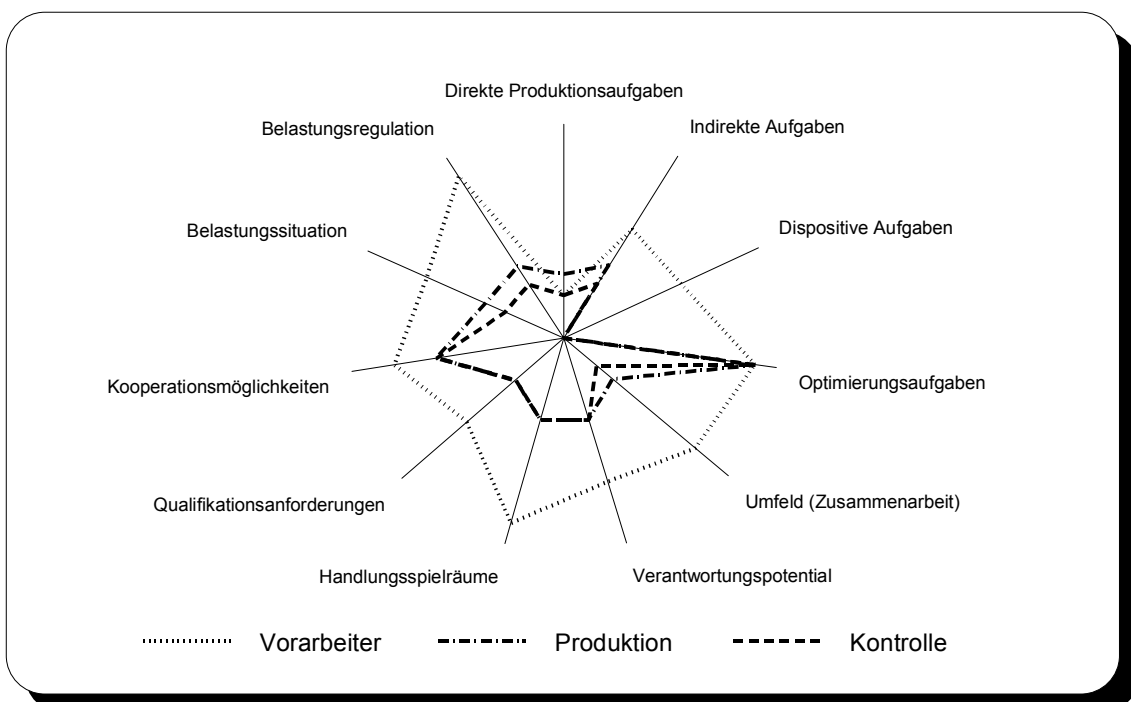 Direkte Produktionsaufgaben
Belastungsregulation
Indirekte Aufgaben
Belastungssituation
Dispositive Aufgaben
Kooperationsmöglichkeiten
Optimierungsaufgaben
Qualifikationsanforderungen
Umfeld (Zusammenarbeit)
Handlungsspielräume
Verantwortungspotential
Vorarbeiter
Produktion
Kontrolle